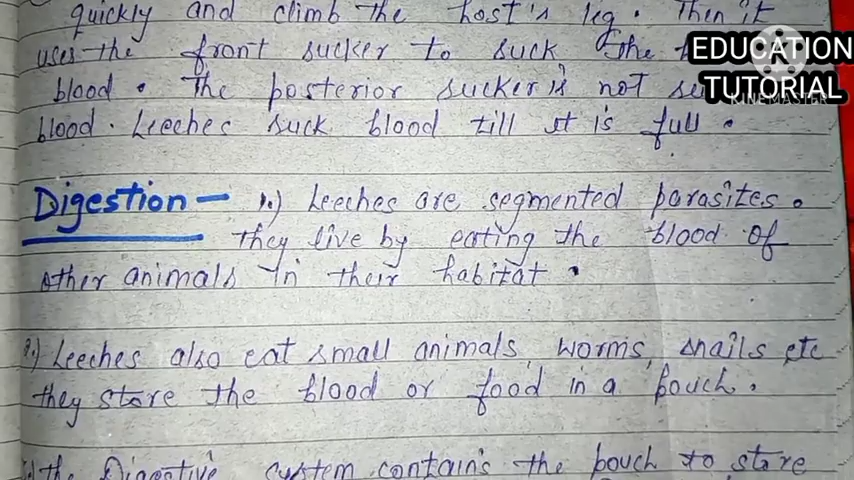 quickly and climb the host's leg. Then it
uses the front sucker to suck the
blood. The posterior sucker is not
blood. Leeches suck blood till it is full.
Digestion - 1.) Leeches are segmented parasites.
they live by eating the blood of
other animals in their habitat.
2.) Leeches also eat small animals, worms, snails etc
they store the blood or food in a pouch.
the Digestive system contain's the pouch to store
EDUCATION
TUTORIAL
KINEMASTER